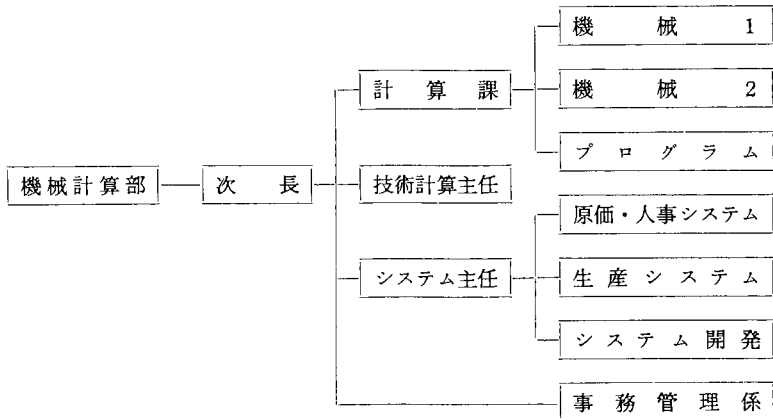 機械計算部
次長
計算課
機械1
機械2
プログラム
技術計算主任
システム主任
原価・人事システム
生産システム
システム開発
事務管理係